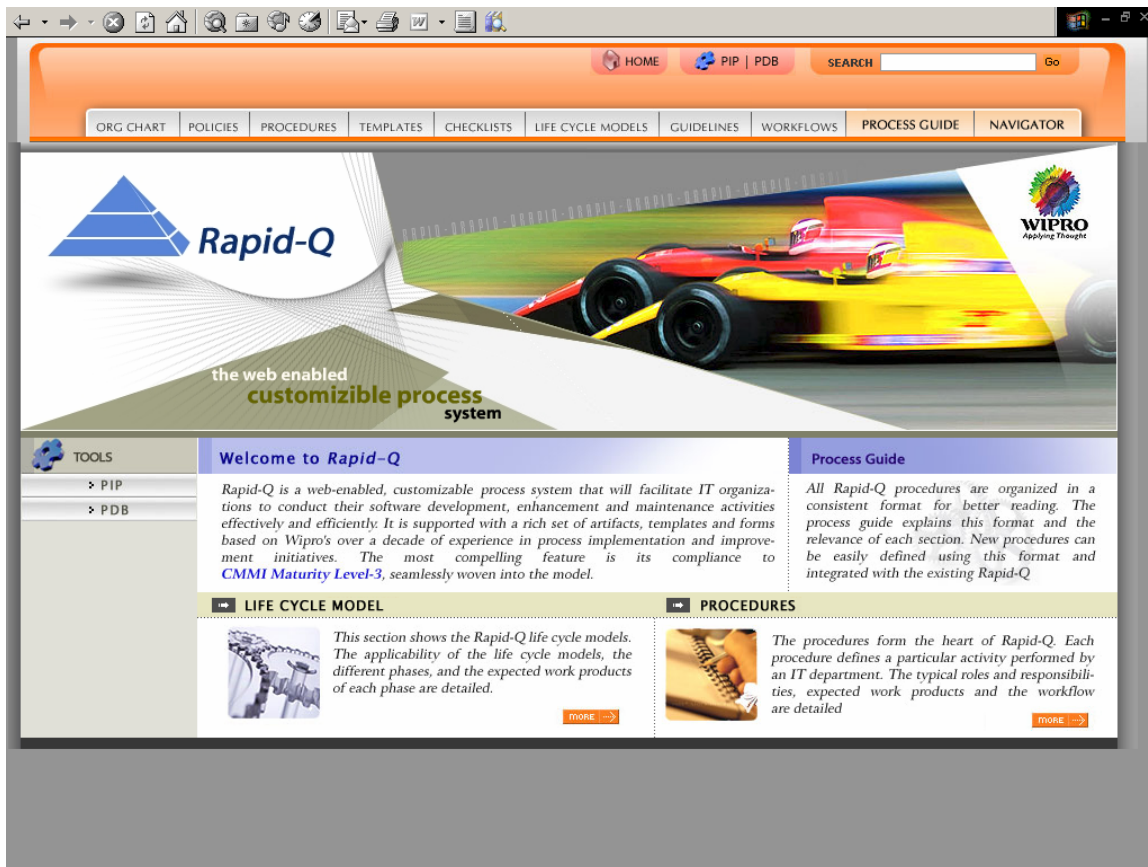 HOME
PIP | PDB
SEARCH
Go
ORG CHART
POLICIES
PROCEDURES
TEMPLATES
CHECKLISTS
LIFE CYCLE MODELS
GUIDELINES
WORKFLOWS
PROCESS GUIDE
NAVIGATOR
Rapid-Q
WIPRO
Applying Thought
the web enabled
customizible process
system
TOOLS
PIP
PDB
Welcome to Rapid-Q
Rapid-Q is a web-enabled, customizable process system that will facilitate IT organiza-
tions to conduct their software development, enhancement and maintenance activities
effectively and efficiently. It is supported with a rich set of artifacts, templates and forms
based on Wipro's over a decade of experience in process implementation and improve-
ment initiatives. The most compelling feature is its compliance to
CMMI Maturity Level-3, seamlessly woven into the model.
Process Guide
All Rapid-Q procedures are organized in a
consistent format for better reading. The
process guide explains this format and the
relevance of each section. New procedures can
be easily defined using this format and
integrated with the existing Rapid-Q
LIFE CYCLE MODEL
This section shows the Rapid-Q life cycle models.
The applicability of the life cycle models, the
different phases, and the expected work products
of each phase are detailed.
MORE
PROCEDURES
The procedures form the heart of Rapid-Q. Each
procedure defines a particular activity performed by
an IT department. The typical roles and responsibili-
ties, expected work products and the workflow
are detailed
MORE